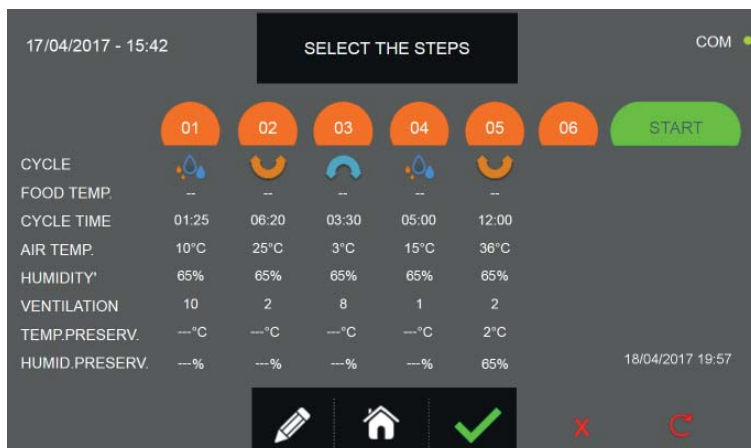 17/04/2017 - 15:42 SELECT THE STEPS COM
01 02 03 04 05 06 START
CYCLE
FOOD TEMP. -- -- -- -- --
CYCLE TIME 01:25 06:20 03:30 05:00 12:00
AIR TEMP. 10°C 25°C 3°C 15°C 36°C
HUMIDITY' 65% 65% 65% 65% 65%
VENTILATION 10 2 8 1 2
TEMP.PRESERV. ---°C ---°C ---°C ---°C 2°C
HUMID.PRESERV. ---% ---% ---% ---% 65% 18/04/2017 19:57
X